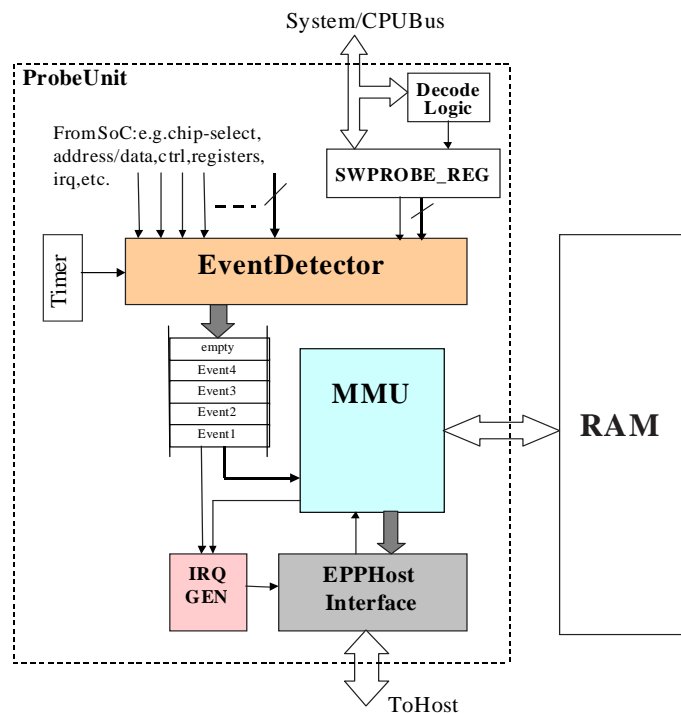 System/CPUBus
ProbeUnit
Decode
Logic
FromSoC:e.g.chip-select,
address/data,ctrl,registers,
irq,etc.
SWPROBE_REG
Timer
EventDetector
empty
Event4
Event3
Event2
Event1
MMU
RAM
IRQ
GEN
EPPHost
Interface
ToHost